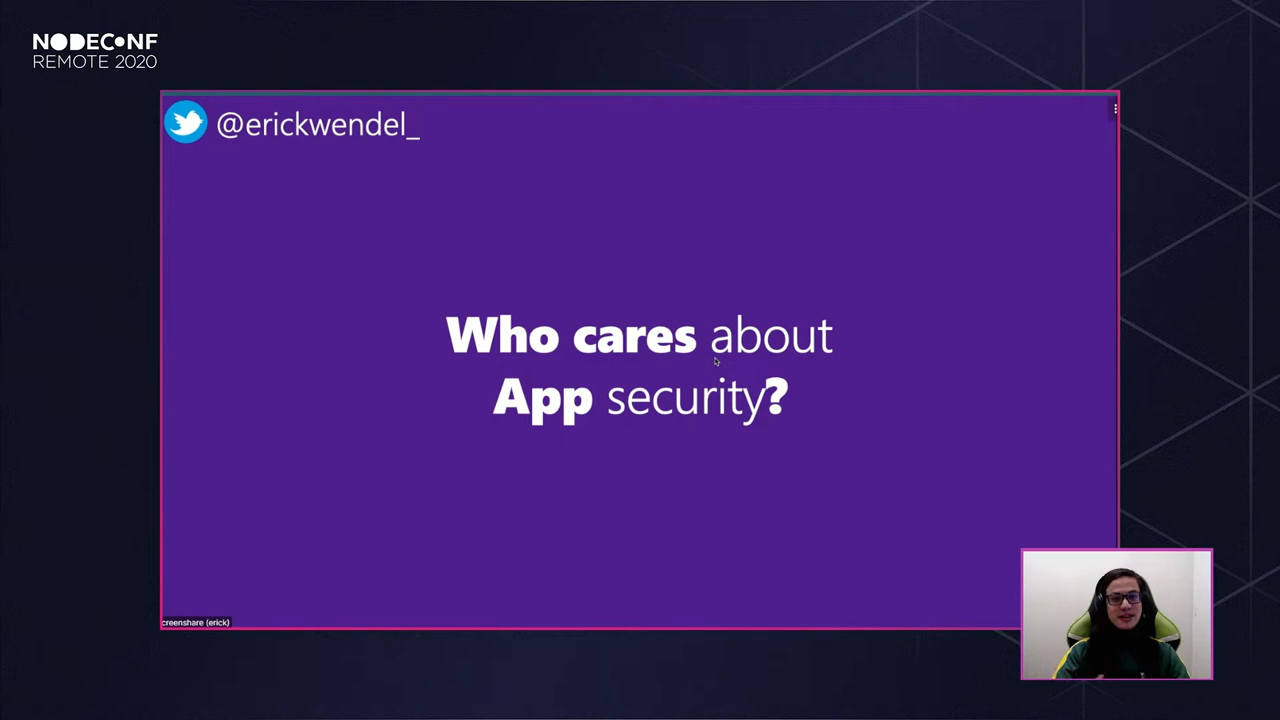 NODECONF
REMOTE 2020
@erickwendel_
Who cares about
App security?
creenshare (erick)